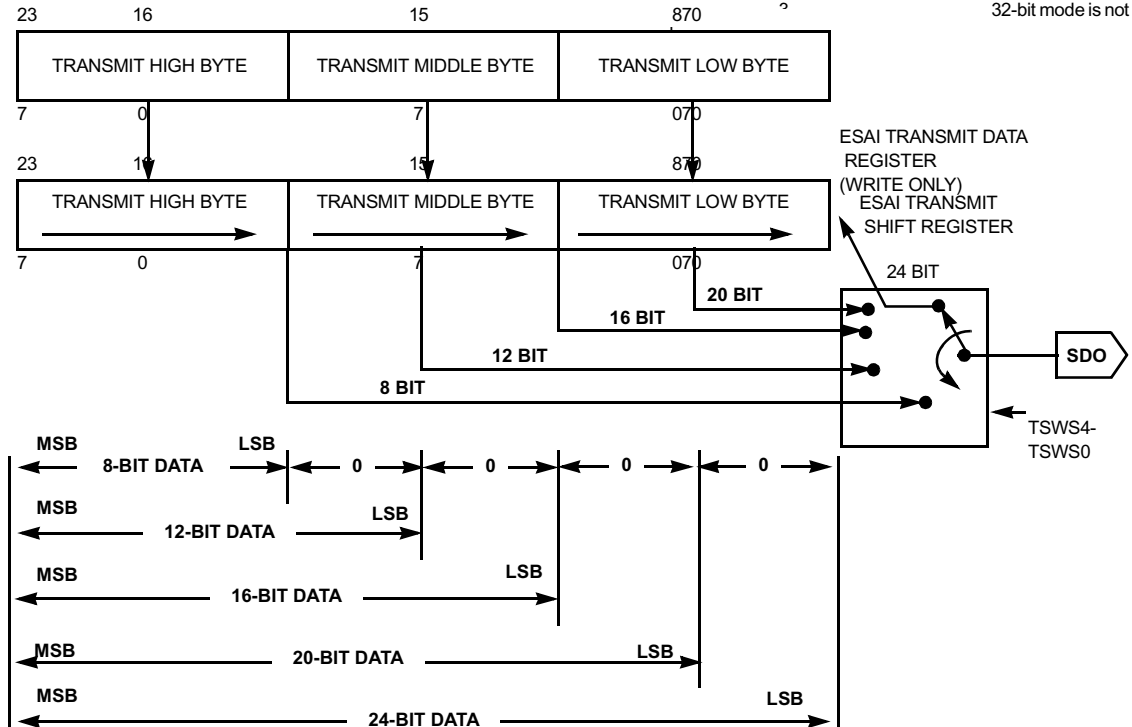 32-bit mode is not
23 16 15 870
TRANSMIT HIGH BYTE TRANSMIT MIDDLE BYTE TRANSMIT LOW BYTE
7 0 7 070
ESAI TRANSMIT DATA
REGISTER
(WRITE ONLY)
23 16 15 870
TRANSMIT HIGH BYTE TRANSMIT MIDDLE BYTE TRANSMIT LOW BYTE
ESAI TRANSMIT
SHIFT REGISTER
7 0 7 070
24 BIT
20 BIT
16 BIT
12 BIT
8 BIT
SDO
TSWS4-
TSWS0
MSB LSB
8-BIT DATA 0 0 0 0
MSB LSB
12-BIT DATA
MSB LSB
16-BIT DATA
MSB LSB
20-BIT DATA
MSB LSB
24-BIT DATA